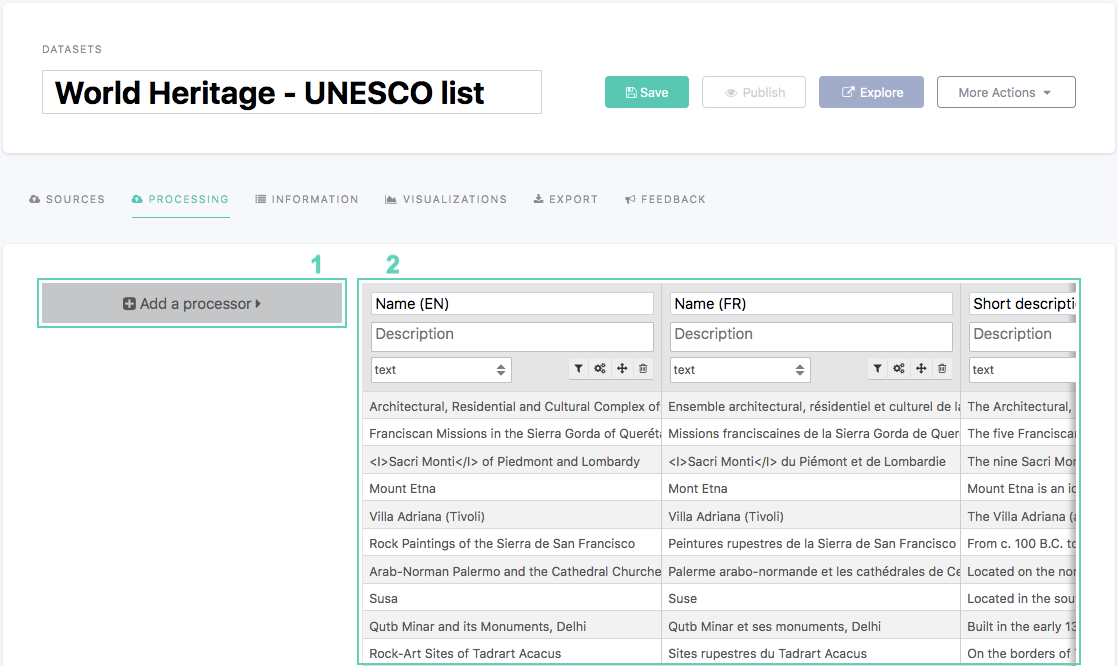 DATASETS
World Heritage - UNESCO list
Save Publish Explore More Actions
SOURCES PROCESSING INFORMATION VISUALIZATIONS EXPORT FEEDBACK
1 2
Add a processor
Name (EN) Name (FR) Short descripti
Description Description Description
text text text
Architectural, Residential and Cultural Complex of Ensemble architectural, résidentiel et culturel de la The Architectural,
Franciscan Missions in the Sierra Gorda of Queréta Missions franciscaines de la Sierra Gorda de Quer The five Franciscan
<I>Sacri Monti</I> of Piedmont and Lombardy <I>Sacri Monti</I> du Piémont et de Lombardie The nine Sacri Mon
Mount Etna Mont Etna Mount Etna is an ic
Villa Adriana (Tivoli) Villa Adriana (Tivoli) The Villa Adriana (a
Rock Paintings of the Sierra de San Francisco Peintures rupestres de la Sierra de San Francisco From c. 100 B.C. to
Arab-Norman Palermo and the Cathedral Churche Palerme arabo-normande et les cathédrales de Ce Located on the nor
Susa Suse Located in the sou
Qutb Minar and its Monuments, Delhi Qutb Minar et ses monuments, Delhi Built in the early 13
Rock-Art Sites of Tadrart Acacus Sites rupestres du Tadrart Acacus On the borders of